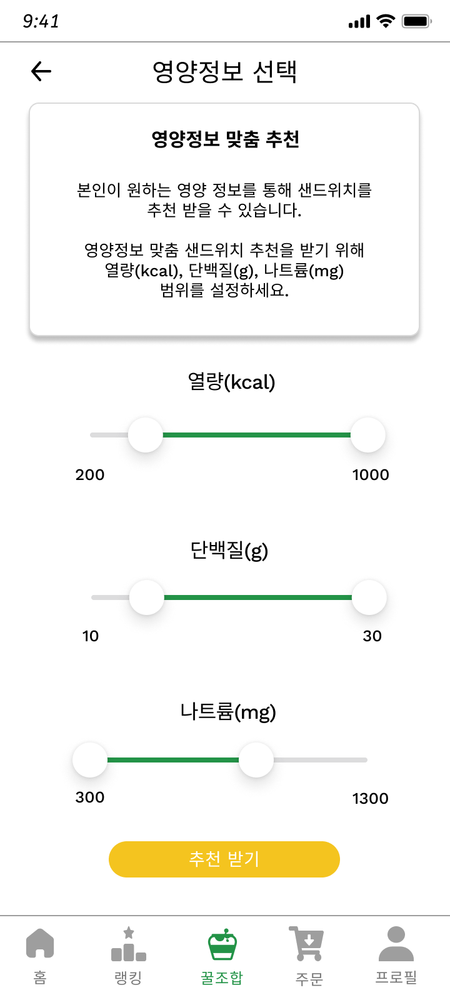 9:41
영양정보 선택
영양정보 맞춤 추천
본인이 원하는 영양 정보를 통해 샌드위치를
추천 받을 수 있습니다.
영양정보 맞춤 샌드위치 추천을 받기 위해
열량(kcal), 단백질(g), 나트륨(mg)
범위를 설정하세요.
열량(kcal)
200 1000
단백질(g)
10 30
나트륨(mg)
300 1300
추천 받기
홈 랭킹 꿀조합 주문 프로필